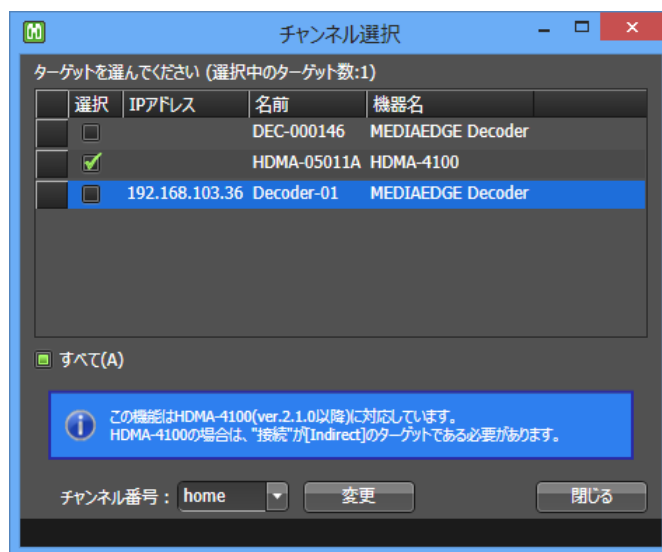 チャンネル選択
ターゲットを選んでください (選択中のターゲット数:1)
選択 IPアドレス 名前 機器名
DEC-000146 MEDIAEDGE Decoder
HDMA-05011A HDMA-4100
192.168.103.36 Decoder-01 MEDIAEDGE Decoder
すべて(A)
この機能はHDMA-4100(ver.2.1.0以降)に対応しています。
HDMA-4100の場合は、"接続"が[Indirect]のターゲットである必要があります。
チャンネル番号： home 変更 閉じる